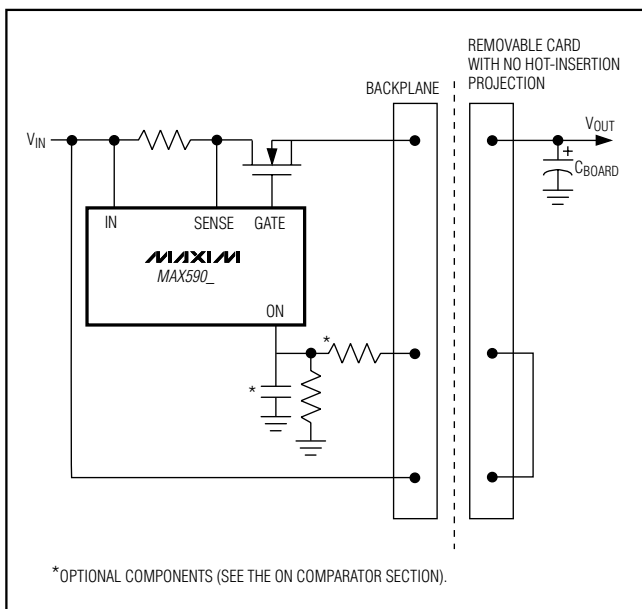 REMOVABLE CARD
WITH NO HOT-INSERTION
PROJECTION
BACKPLANE
VIN
VOUT
+
CBOARD
IN
SENSE
GATE
MAXIM
MAX590_
ON
*
*
*OPTIONAL COMPONENTS (SEE THE ON COMPARATOR SECTION).